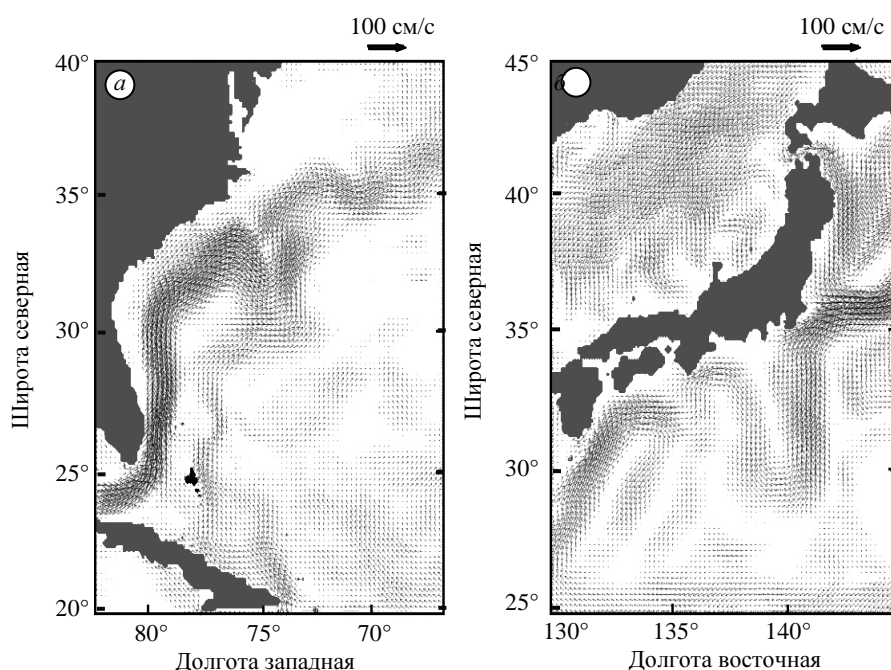 100 см/с
100 см/с
а
б
Широта северная
40°
35°
30°
25°
20°
80°
75°
70°
Долгота западная
Широта северная
45°
40°
35°
30°
25°
130°
135°
140°
Долгота восточная